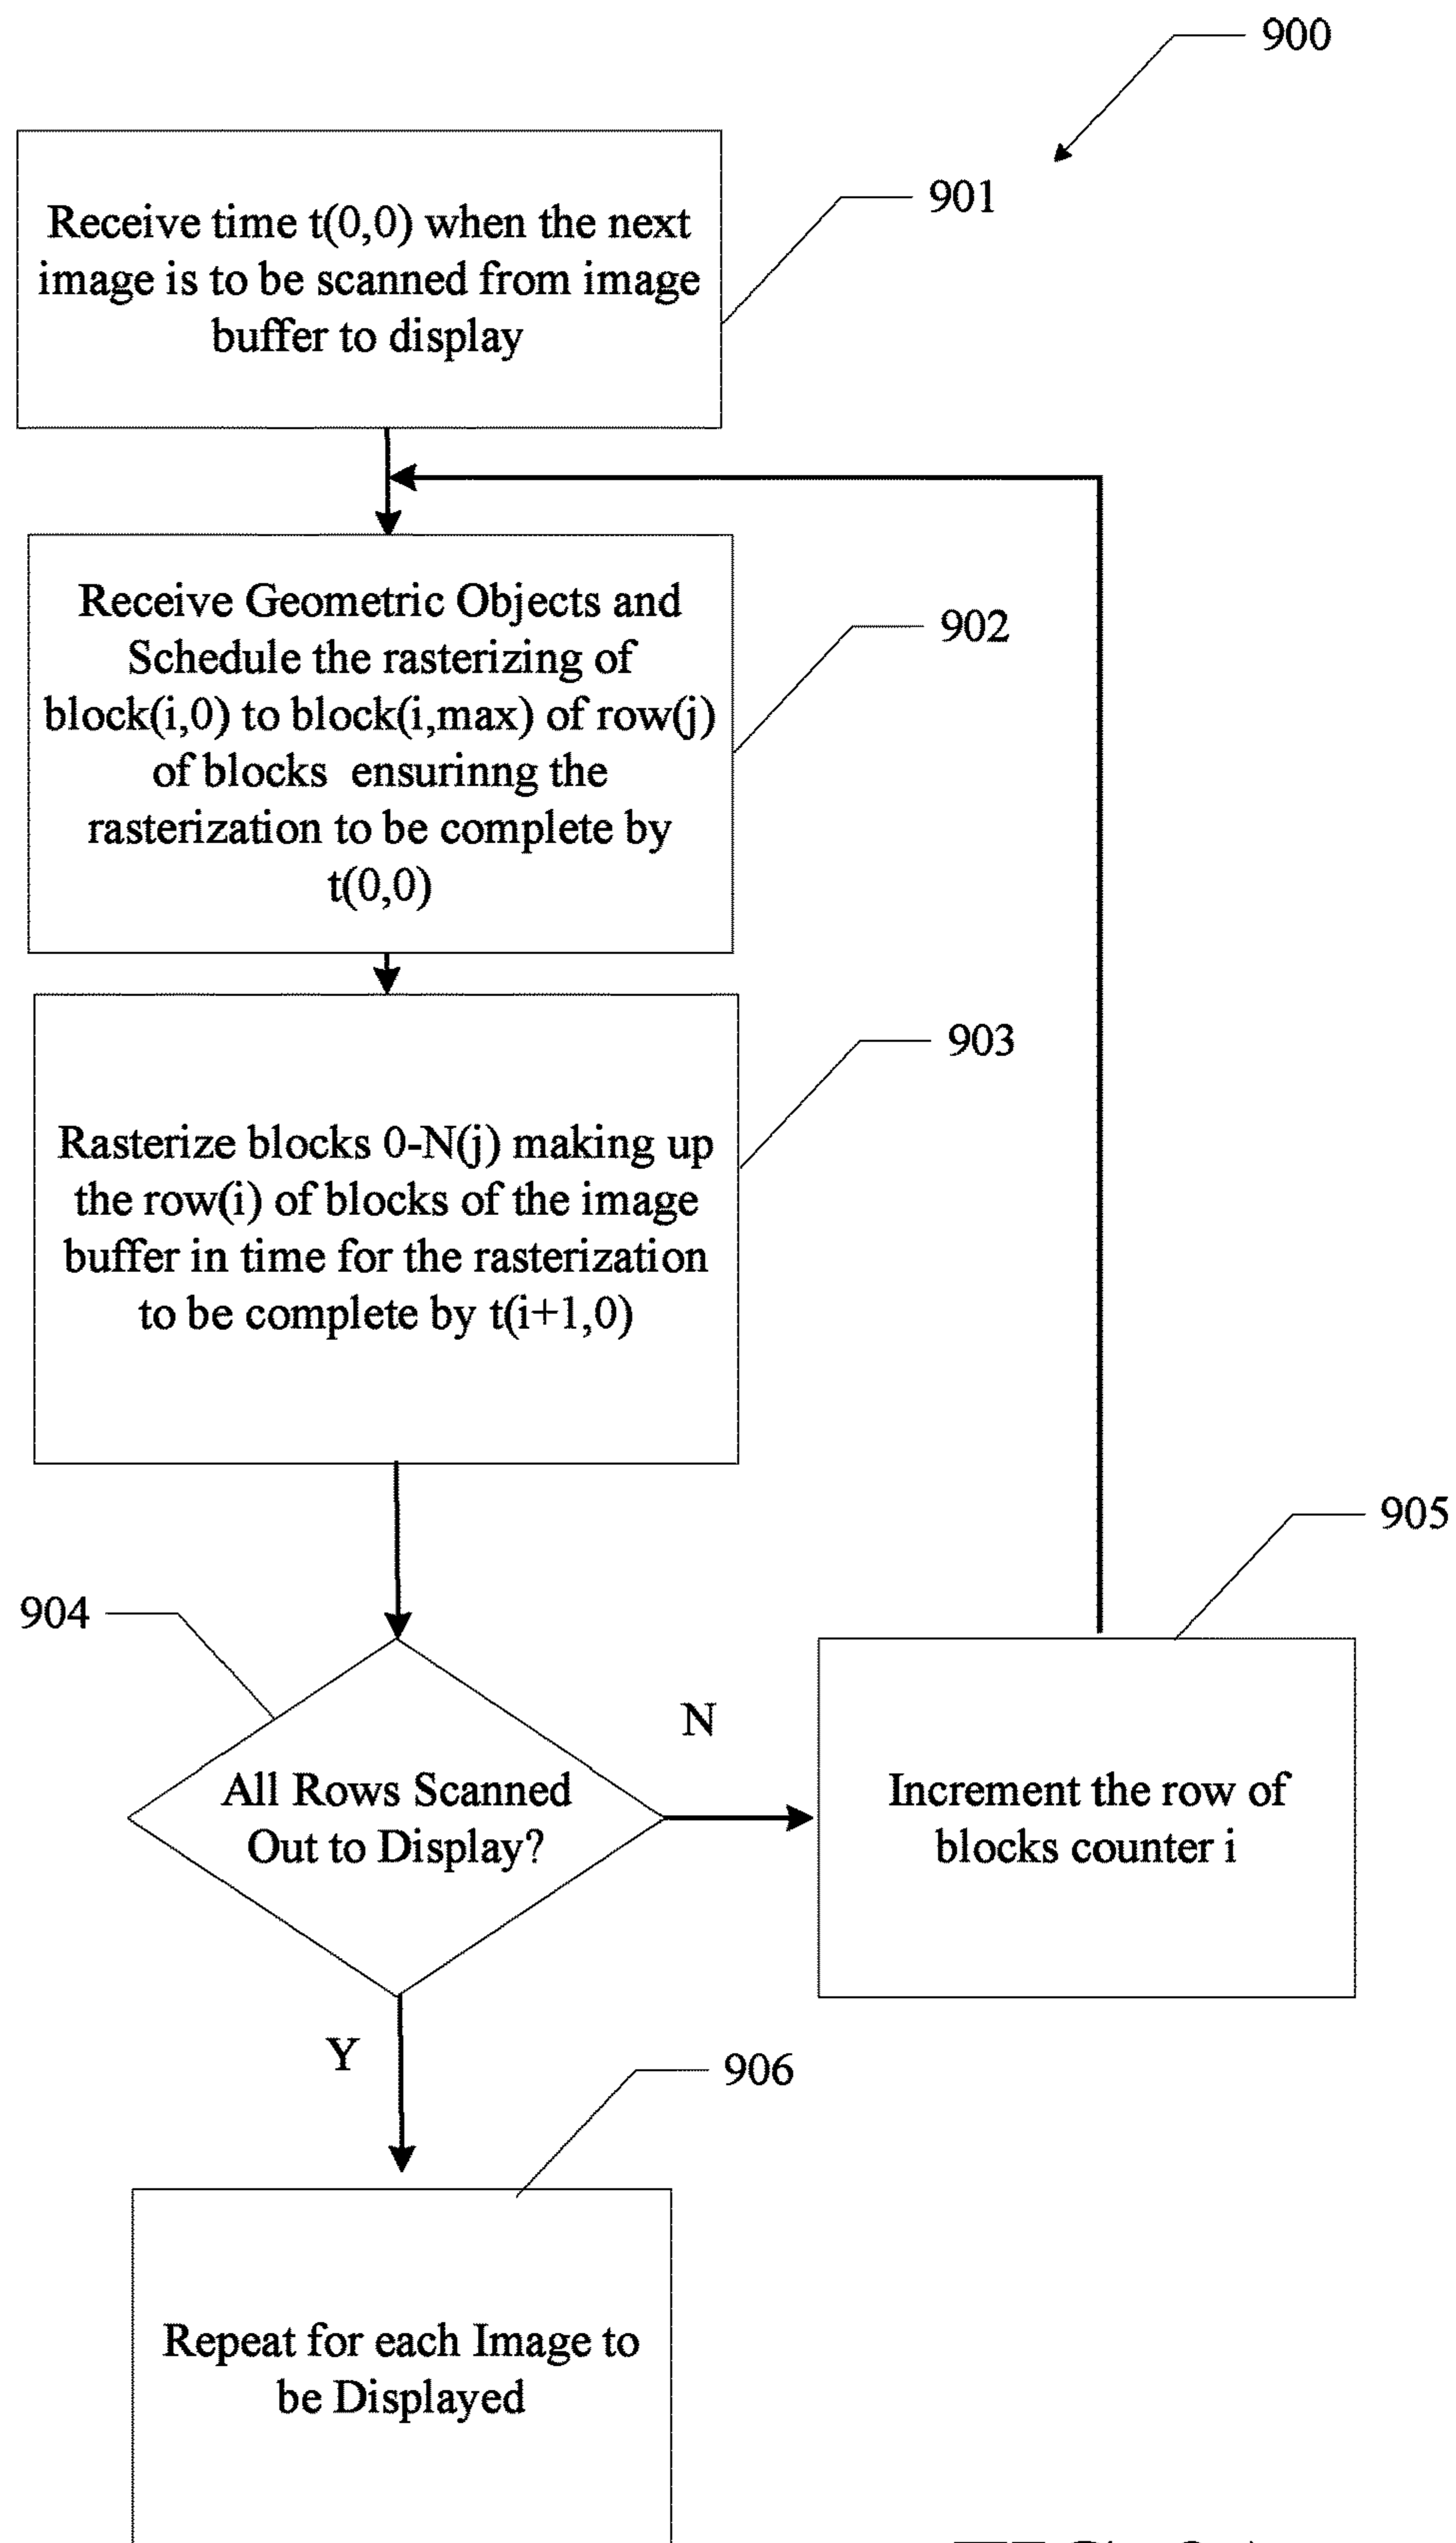 900
Receive time t(0,0) when the next
image is to be scanned from image
buffer to display
901
Receive Geometric Objects and
Schedule the rasterizing of
block(i,0) to block(i,max) of row(j)
of blocks ensurinng the
rasterization to be complete by
t(0,0)
902
Rasterize blocks 0-N(j) making up
the row(i) of blocks of the image
buffer in time for the rasterization
to be complete by t(i+1,0)
903
904
All Rows Scanned
Out to Display?
N
Increment the row of
blocks counter i
905
Y
906
Repeat for each Image to
be Displayed